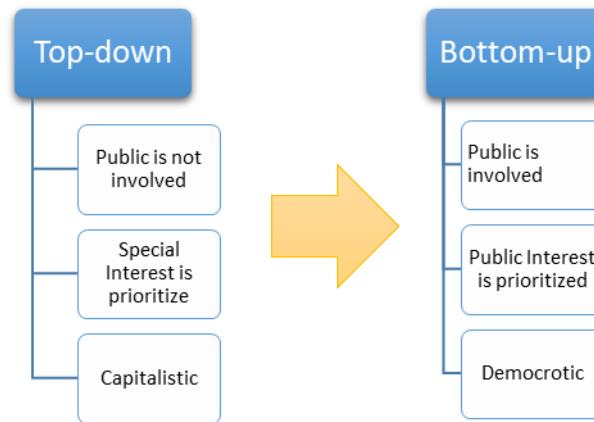 Top-down
Public is not
involved
Special
Interest is
prioritize
Capitalistic
Bottom-up
Public is
involved
Public Interest
is prioritized
Democrotic